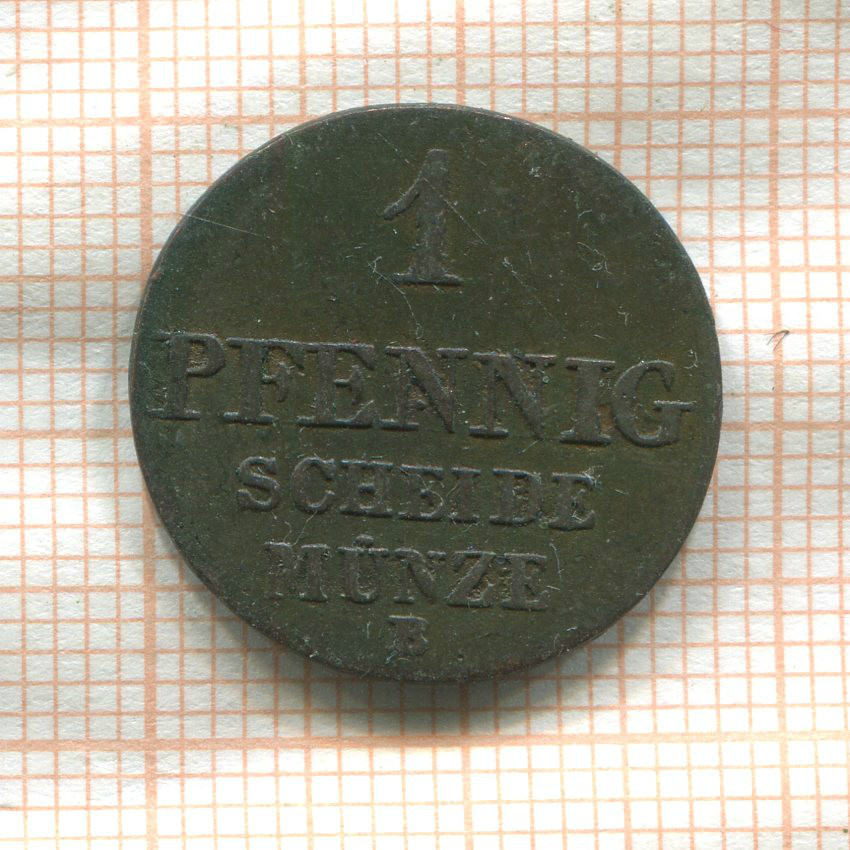 1
PFENNIG
SCHEIDE
MÜNZE
B